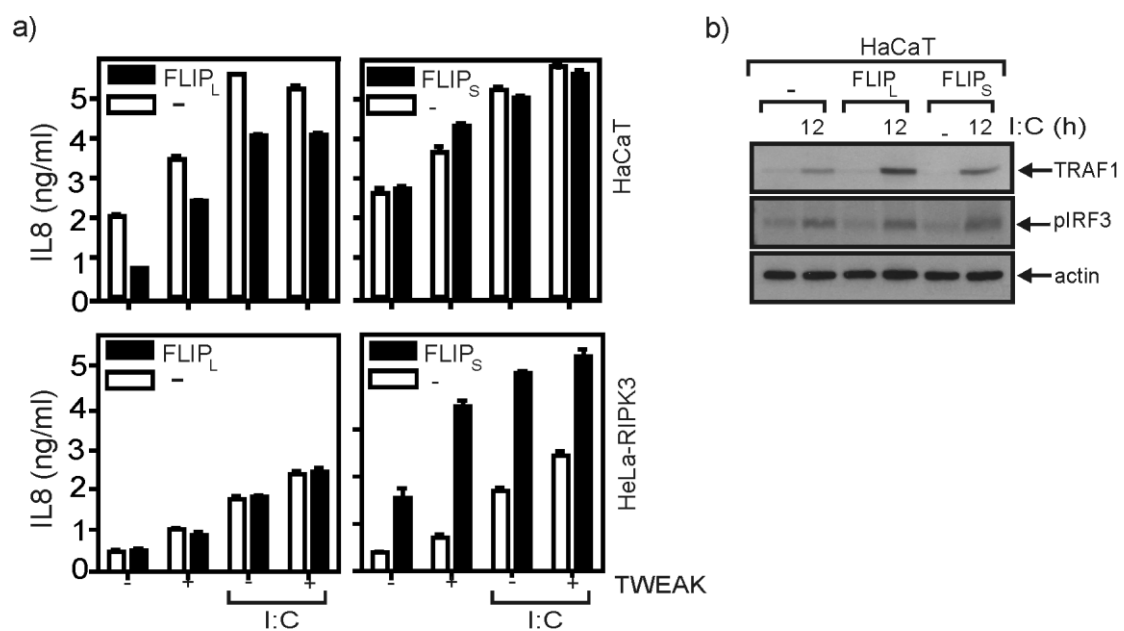 a)
IL8 (ng/ml)
5
4
3
2
1
0
FLIPL
–
FLIPS
-
HaCaT
IL8 (ng/ml)
5
4
3
2
1
0
FLIPL
–
FLIPS
-
HeLa-RIPK3
- + - + - + - + TWEAK
I:C I:C
b)
HaCaT
- FLIPL FLIPS
12 12 - 12 I:C (h)
TRAF1
pIRF3
actin